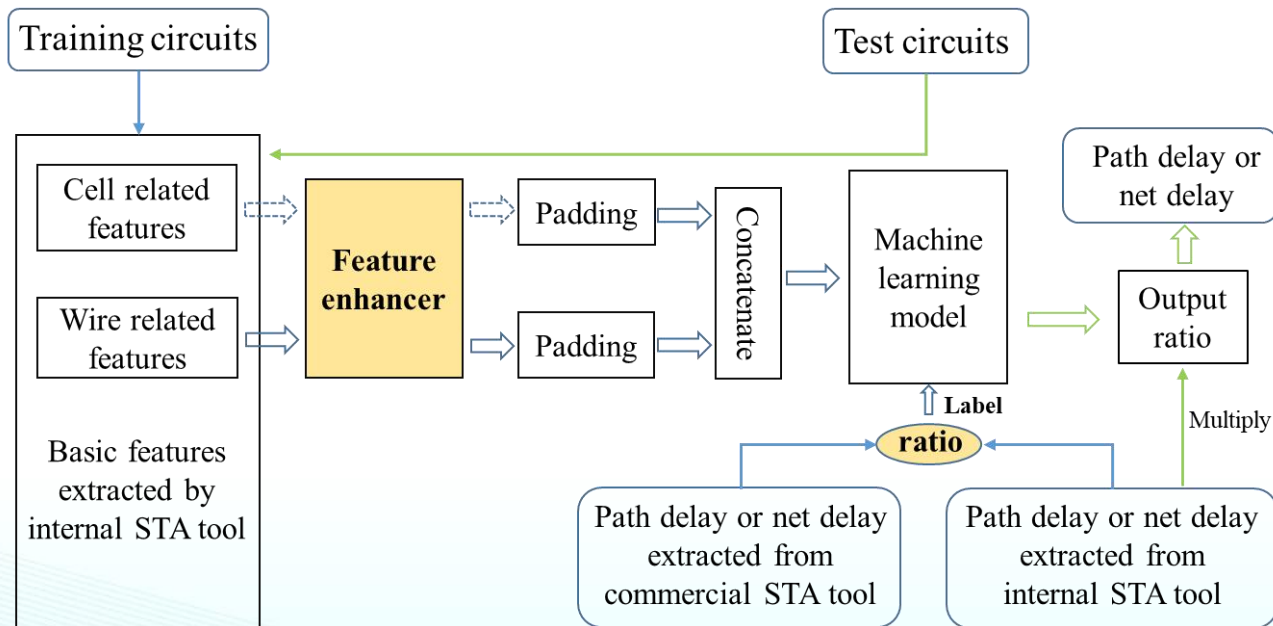 Training circuits
Test circuits
Cell related
features
Wire related
features
Basic features
extracted by
internal STA tool
Feature
enhancer
Padding
Padding
Concatenate
Machine
learning
model
Label
ratio
Path delay or net delay
extracted from
commercial STA tool
Path delay or net delay
extracted from
internal STA tool
Path delay or
net delay
Output
ratio
Multiply